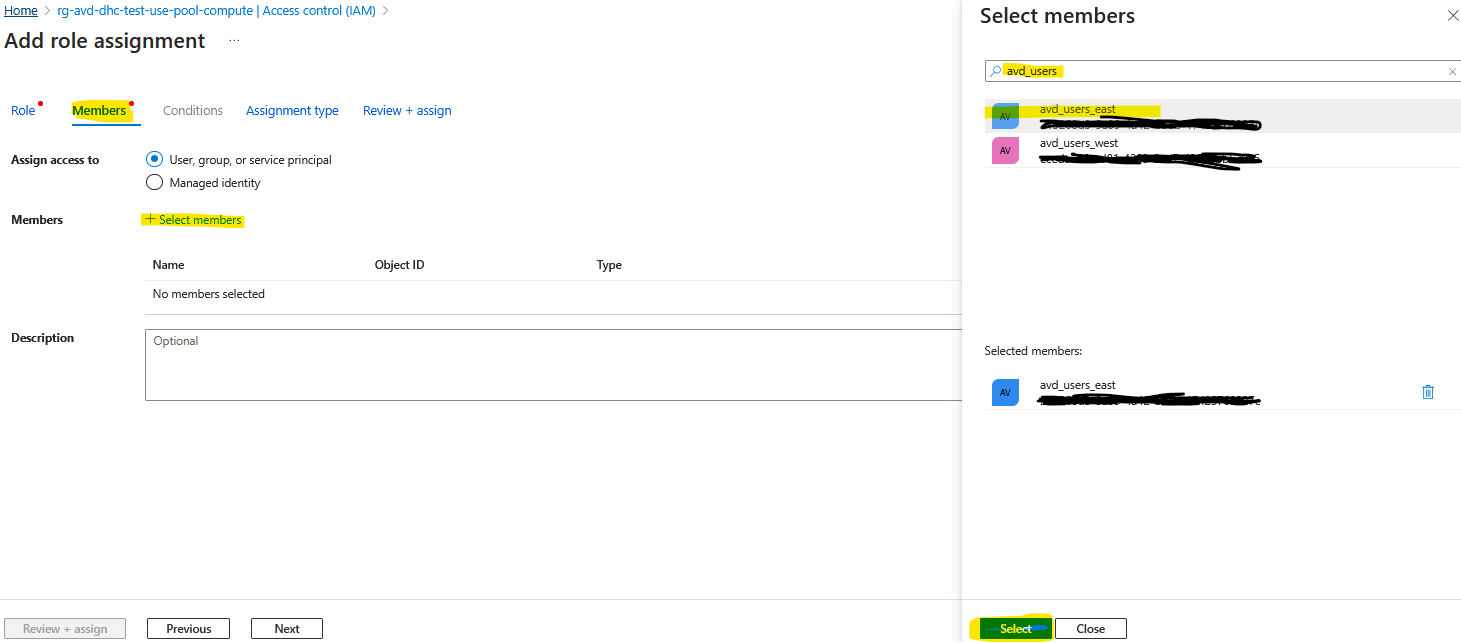 Home > rg-avd-dhc-test-use-pool-compute | Access control (IAM) >
Add role assignment ...
Role Members Conditions Assignment type Review + assign
Assign access to
User, group, or service principal
Managed identity
Members
+ Select members
Name Object ID Type
No members selected
Description
Optional
Review + assign Previous Next
Select members
avd_users
AV avd_users_east
AV avd_users_west
Selected members:
AV avd_users_east
Select Close